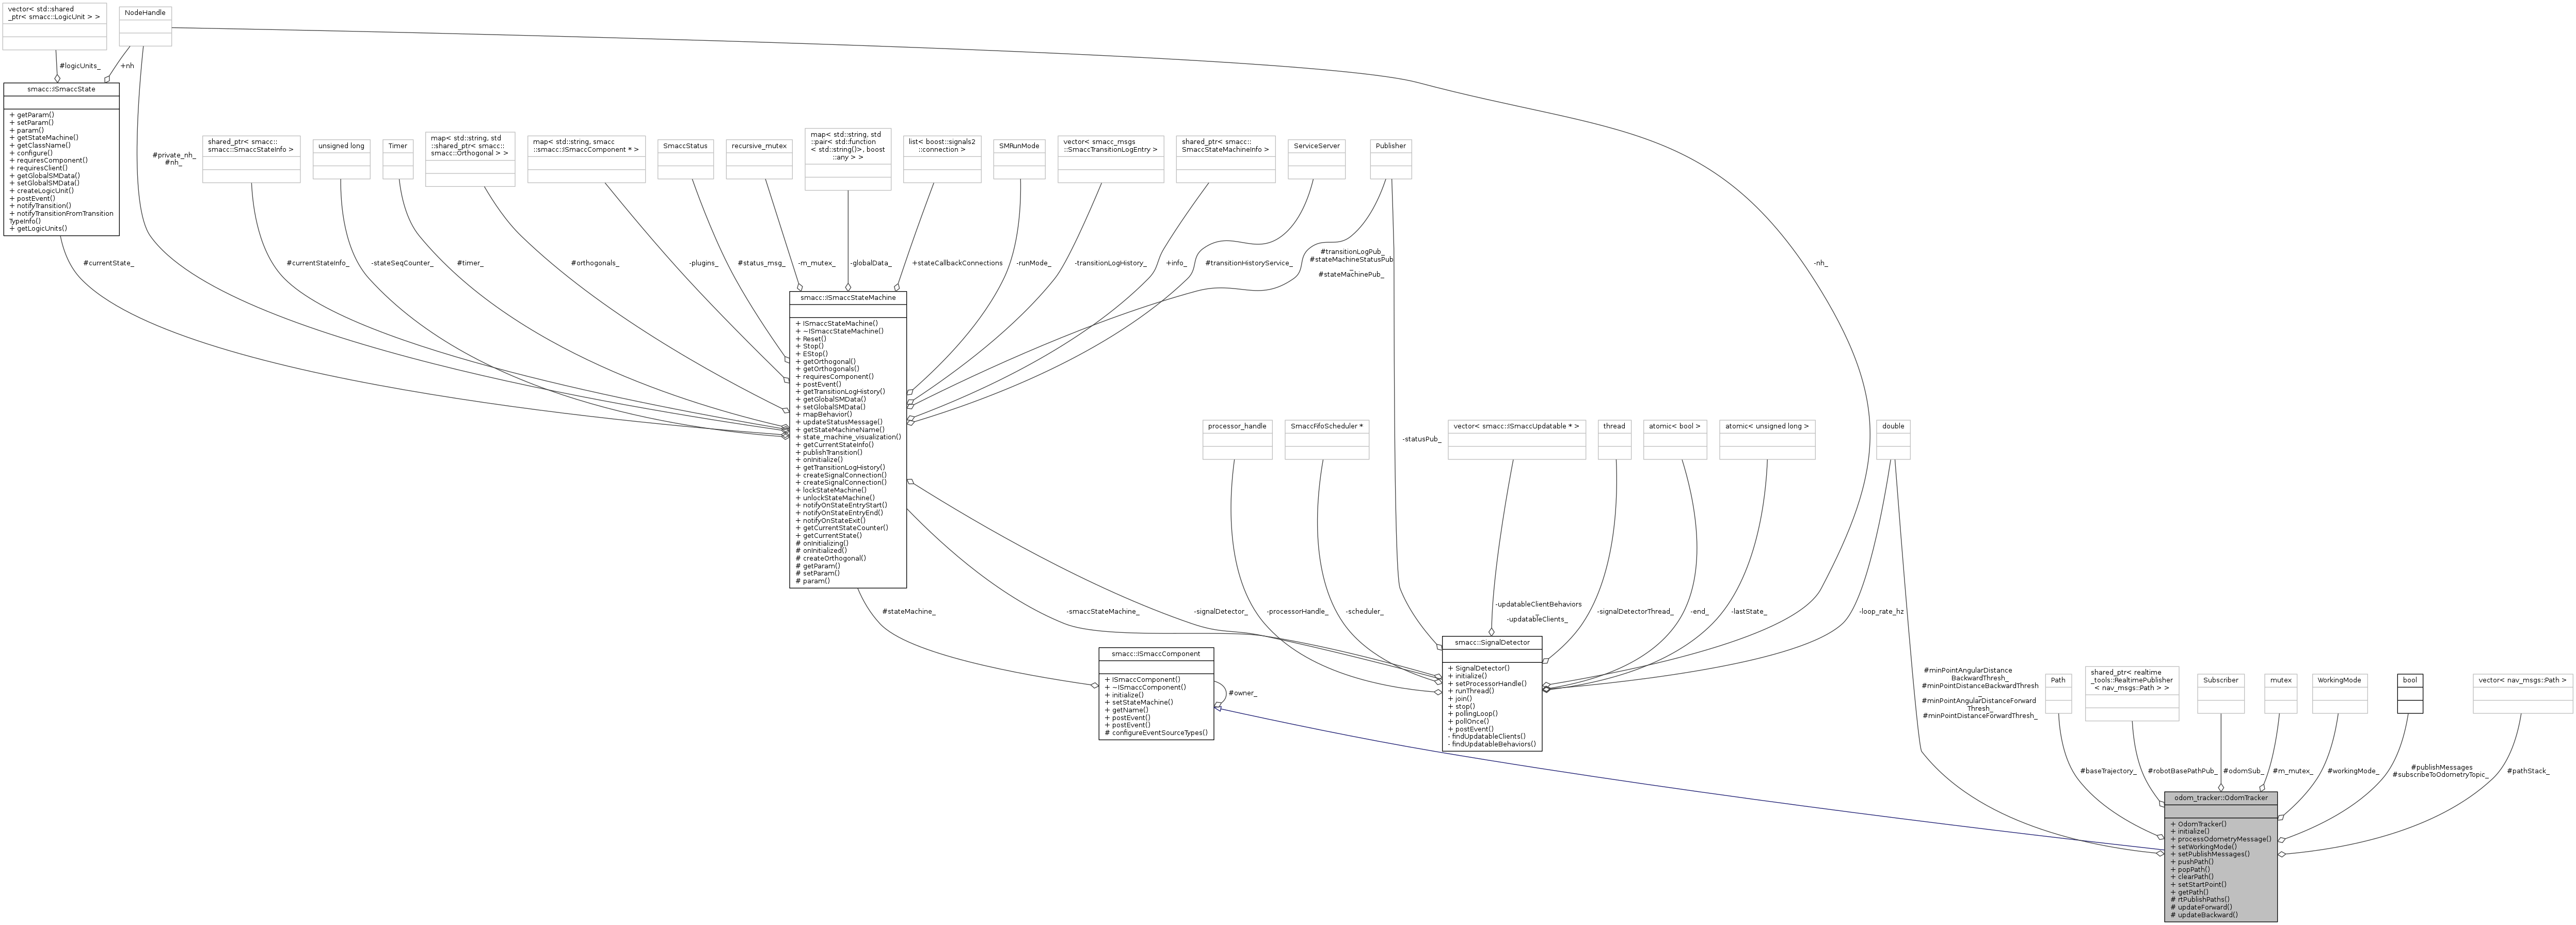 vector< std::shared
_ptr< smacc::LogicUnit > >
NodeHandle
#logicUnits_
+nh
smacc::ISmaccState
+ getParam()
+ setParam()
+ param()
+ getStateMachine()
+ getClassName()
+ configure()
+ requiresComponent()
+ requiresClient()
+ getGlobalSMData()
+ setGlobalSMData()
+ createLogicUnit()
+ postEvent()
+ notifyTransition()
+ notifyTransitionFromTransition
TypeInfo()
+ getLogicUnits()
#private_nh_
#nh_
shared_ptr< smacc::
smacc::SmaccStateInfo >
unsigned long
Timer
map< std::string, std
::shared_ptr< smacc::
smacc::Orthogonal > >
map< std::string, smacc
::smacc::ISmaccComponent * >
SmaccStatus
recursive_mutex
map< std::string, std
::pair< std::function
< std::string()>, boost
::any > >
list< boost::signals2
::connection >
SMRunMode
vector< smacc_msgs
::SmaccTransitionLogEntry >
shared_ptr< smacc::
SmaccStateMachineInfo >
ServiceServer
Publisher
#currentState_
#currentStateInfo_
-stateSeqCounter_
#timer_
#orthogonals_
-plugins_
#status_msg_
-m_mutex_
-globalData_
+stateCallbackConnections
-runMode_
-transitionLogHistory_
+info_
#transitionHistoryService_
#transitionLogPub_
#stateMachineStatusPub
_
#stateMachinePub_
-nh_
smacc::ISmaccStateMachine
+ ISmaccStateMachine()
+ ~ISmaccStateMachine()
+ Reset()
+ Stop()
+ EStop()
+ getOrthogonal()
+ getOrthogonals()
+ requiresComponent()
+ postEvent()
+ getTransitionLogHistory()
+ getGlobalSMData()
+ setGlobalSMData()
+ mapBehavior()
+ updateStatusMessage()
+ getStateMachineName()
+ state_machine_visualization()
+ getCurrentStateInfo()
+ publishTransition()
+ onInitialize()
+ getTransitionLogHistory()
+ createSignalConnection()
+ createSignalConnection()
+ lockStateMachine()
+ unlockStateMachine()
+ notifyOnStateEntryStart()
+ notifyOnStateEntryEnd()
+ notifyOnStateExit()
+ getCurrentStateCounter()
+ getCurrentState()
# onInitializing()
# onInitialized()
# createOrthogonal()
# getParam()
# setParam()
# param()
processor_handle
SmaccFifoScheduler *
-statusPub_
vector< smacc::ISmaccUpdatable * >
thread
atomic< bool >
atomic< unsigned long >
double
#stateMachine_
-smaccStateMachine_
-signalDetector_
-processorHandle_
-scheduler_
-updatableClientBehaviors
_
-updatableClients_
-signalDetectorThread_
-end_
-lastState_
-loop_rate_hz
smacc::ISmaccComponent
+ ISmaccComponent()
+ ~ISmaccComponent()
+ initialize()
+ setStateMachine()
+ getName()
+ postEvent()
+ postEvent()
# configureEventSourceTypes()
#owner_
smacc::SignalDetector
+ SignalDetector()
+ initialize()
+ setProcessorHandle()
+ runThread()
+ join()
+ stop()
+ pollingLoop()
+ pollOnce()
+ postEvent()
- findUpdatableClients()
- findUpdatableBehaviors()
#minPointAngularDistance
BackwardThresh_
#minPointDistanceBackwardThresh
_
#minPointAngularDistanceForward
Thresh_
#minPointDistanceForwardThresh_
Path
shared_ptr< realtime
_tools::RealtimePublisher
< nav_msgs::Path > >
Subscriber
mutex
WorkingMode
bool
vector< nav_msgs::Path >
#baseTrajectory_
#robotBasePathPub_
#odomSub_
#m_mutex_
#workingMode_
#publishMessages
#subscribeToOdometryTopic_
#pathStack_
odom_tracker::OdomTracker
+ OdomTracker()
+ initialize()
+ processOdometryMessage()
+ setWorkingMode()
+ setPublishMessages()
+ pushPath()
+ popPath()
+ clearPath()
+ setStartPoint()
+ getPath()
# rtPublishPaths()
# updateForward()
# updateBackward()